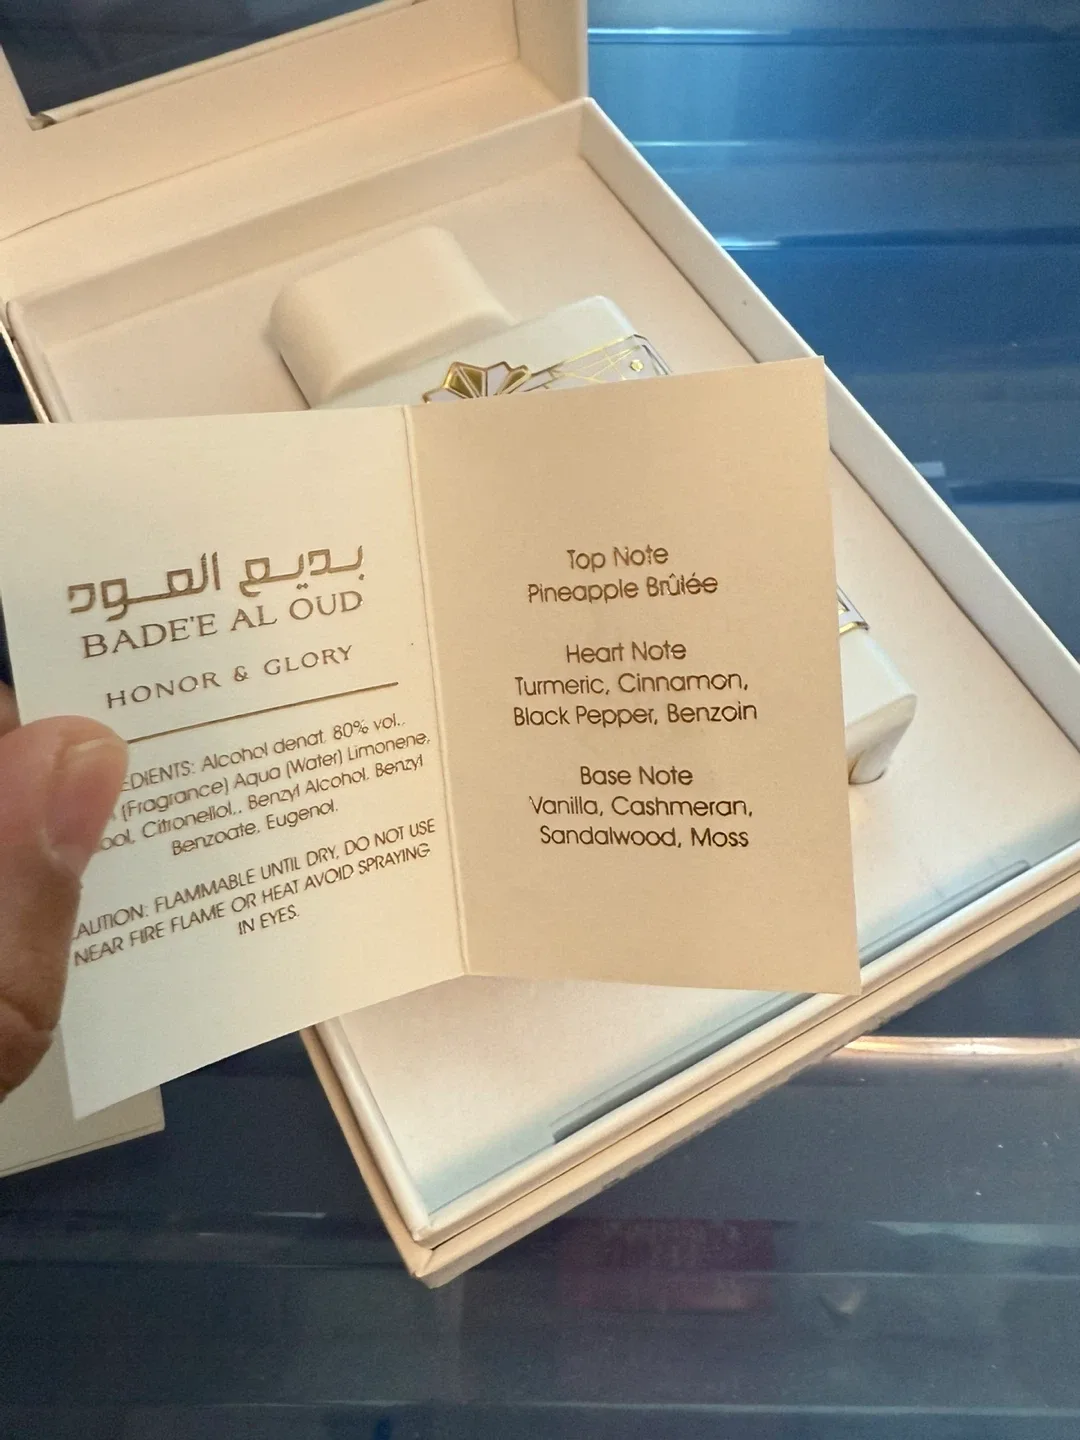 بديع العود
BADE'E AL OUD
HONOR & GLORY
EDIENTS: Alcohol denat. 80% vol.,
(Fragrance) Aqua (Water) Limonene,
ool, Citronellol., Benzyl Alcohol, Benzyl
Benzoate, Eugenol.
AUTION: FLAMMABLE UNTIL DRY, DO NOT USE
NEAR FIRE FLAME OR HEAT AVOID SPRAYING
IN EYES.
Top Note
Pineapple Brûlée
Heart Note
Turmeric, Cinnamon,
Black Pepper, Benzoin
Base Note
Vanilla, Cashmeran,
Sandalwood, Moss